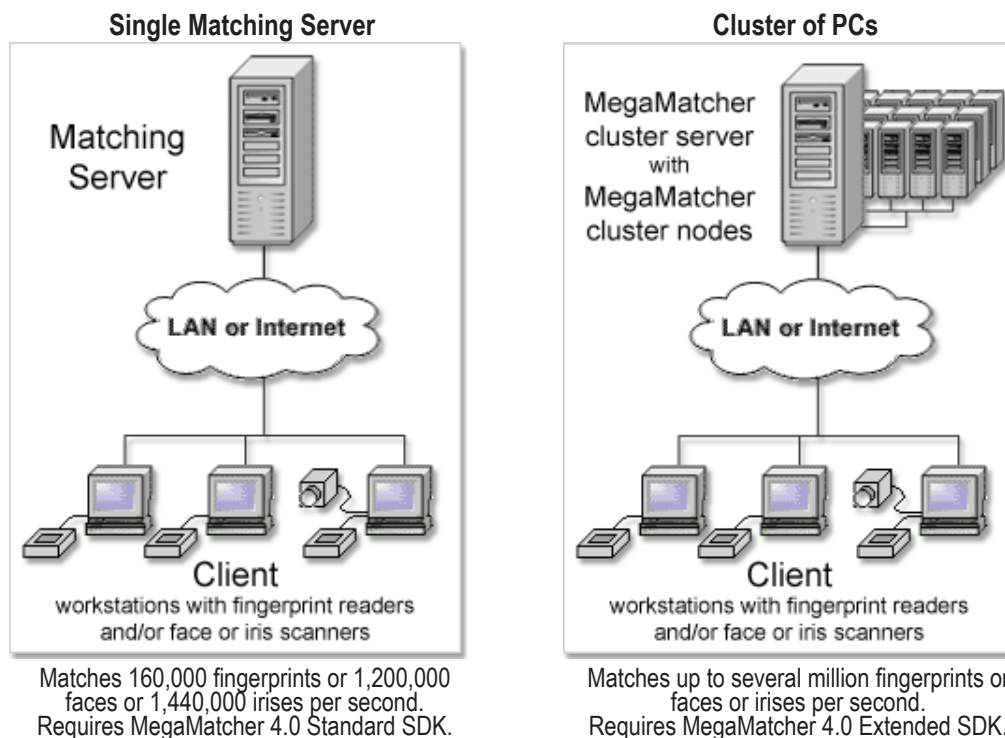 Single Matching Server
Matching
Server
LAN or Internet
Client
workstations with fingerprint readers
and/or face or iris scanners
Matches 160,000 fingerprints or 1,200,000
faces or 1,440,000 irises per second.
Requires MegaMatcher 4.0 Standard SDK.
Cluster of PCs
MegaMatcher
cluster server
with
MegaMatcher
cluster nodes
LAN or Internet
Client
workstations with fingerprint readers
and/or face or iris scanners
Matches up to several million fingerprints or
faces or irises per second.
Requires MegaMatcher 4.0 Extended SDK.